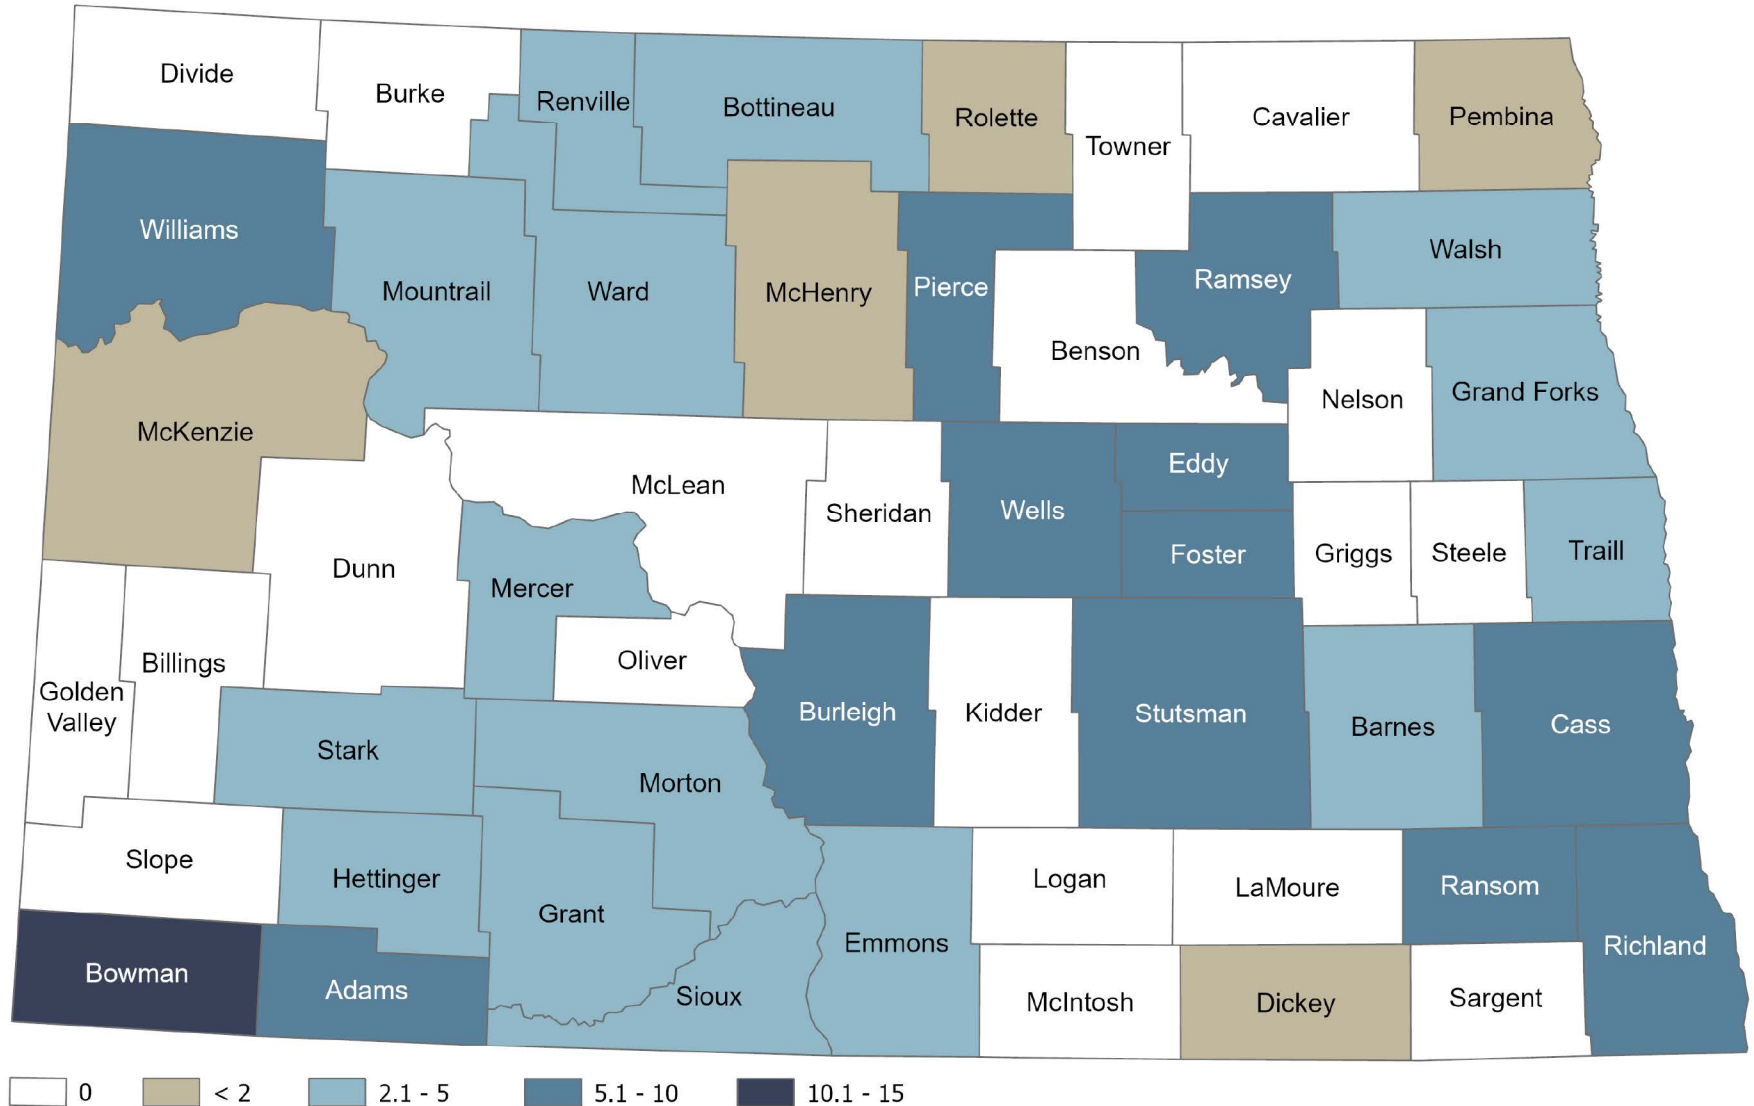 Divide
Burke
Renville
Bottineau
Rolette
Towner
Cavalier
Pembina
Williams
Mountrail
Ward
McHenry
Pierce
Ramsey
Walsh
Benson
Nelson
Grand Forks
McKenzie
McLean
Sheridan
Wells
Eddy
Foster
Griggs
Steele
Traill
Dunn
Mercer
Oliver
Golden
Valley
Billings
Stark
Morton
Burleigh
Kidder
Stutsman
Barnes
Cass
Slope
Hettinger
Grant
Emmons
Logan
LaMoure
Ransom
Richland
Bowman
Adams
Sioux
McIntosh
Dickey
Sargent
0
< 2
2.1 - 5
5.1 - 10
10.1 - 15